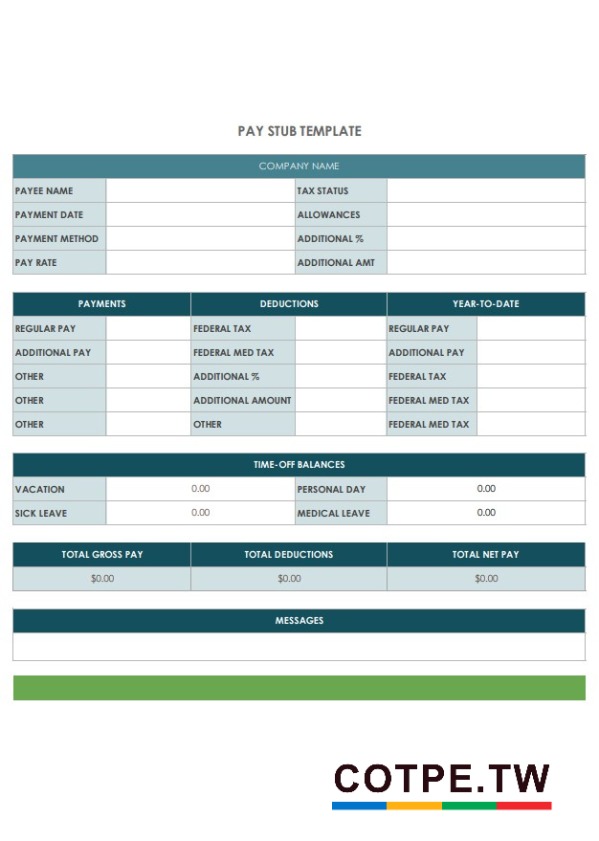 PAY STUB TEMPLATE
COMPANY NAME
PAYEE NAME TAX STATUS
PAYMENT DATE ALLOWANCES
PAYMENT METHOD ADDITIONAL %
PAY RATE ADDITIONAL AMT
PAYMENTS DEDUCTIONS YEAR-TO-DATE
REGULAR PAY FEDERAL TAX REGULAR PAY
ADDITIONAL PAY FEDERAL MED TAX ADDITIONAL PAY
OTHER ADDITIONAL % FEDERAL TAX
OTHER ADDITIONAL AMOUNT FEDERAL MED TAX
OTHER OTHER FEDERAL MED TAX
TIME-OFF BALANCES
VACATION 0.00 PERSONAL DAY 0.00
SICK LEAVE 0.00 MEDICAL LEAVE 0.00
TOTAL GROSS PAY TOTAL DEDUCTIONS TOTAL NET PAY
$0.00 $0.00 $0.00
MESSAGES
COTPE.TW